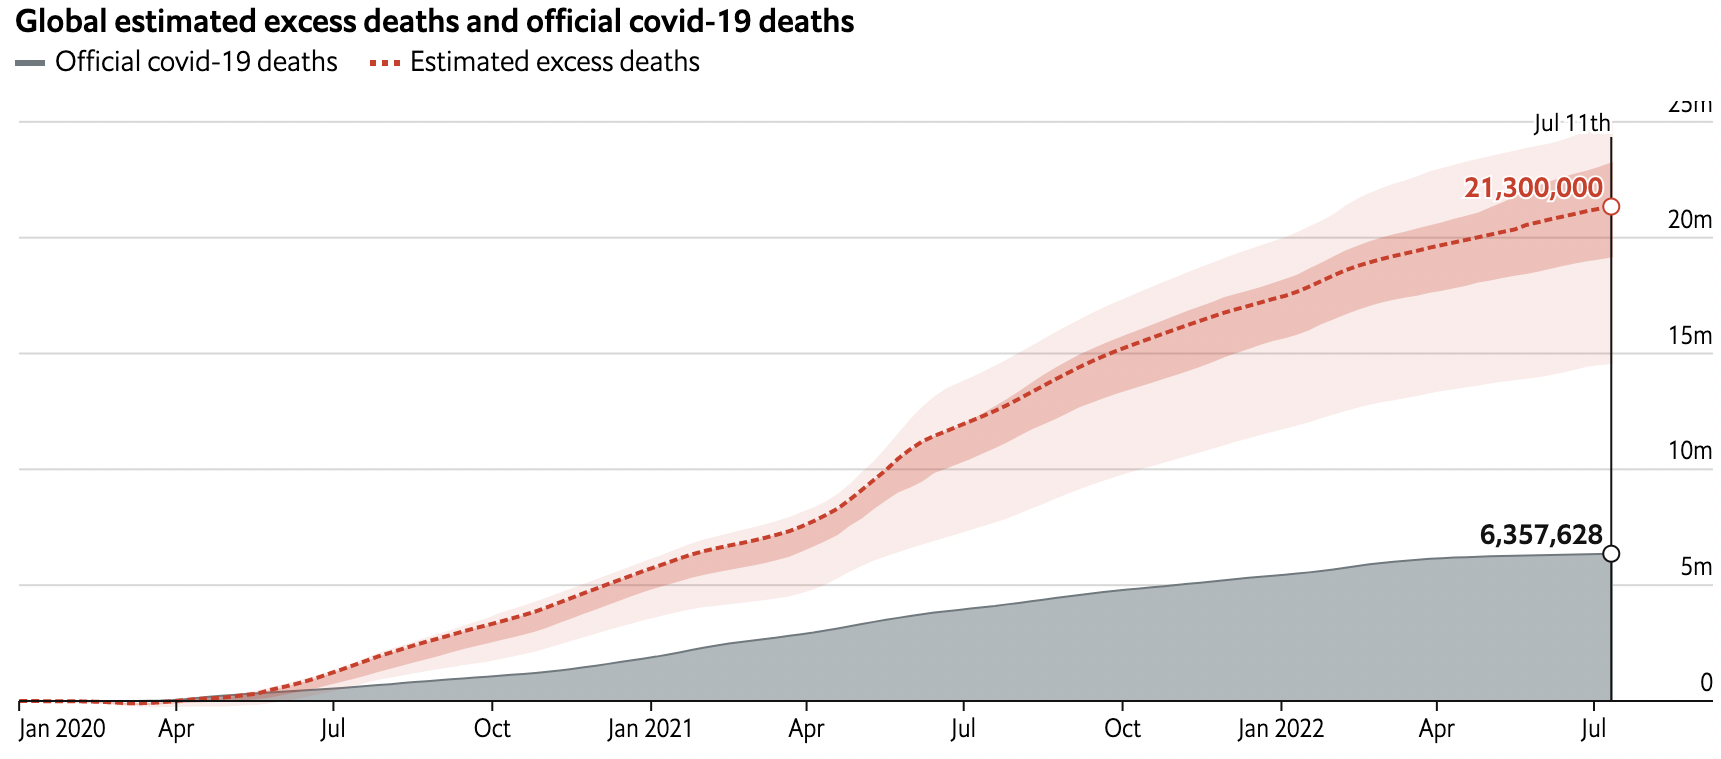 Global estimated excess deaths and official covid-19 deaths
Official covid-19 deaths Estimated excess deaths
25m
Jul 11th
21,300,000
20m
15m
10m
6,357,628
5m
0
Jan 2020 Apr Jul Oct Jan 2021 Apr Jul Oct Jan 2022 Apr Jul